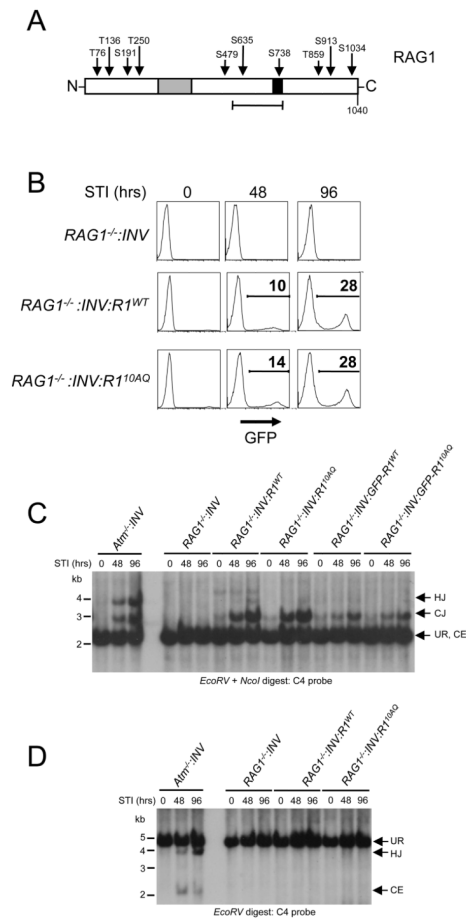 A
T136 T250 S635 S913 S1034
T76 S191 S479 S738 T859 RAG1
N C
1040
B
STI (hrs) 0 48 96
RAG1-/-:INV
RAG1-/-:INV:R1WT 10 28
RAG1-/-:INV:R110AQ 14 28
GFP
C
Atm-/-:INV RAG1-/-:INV RAG1-/-:INV:R1WT RAG1-/-:INV:R110AQ RAG1-/-:INV:GFP-R1WT RAG1-/-:INV:GFP-R110AQ
STI (hrs) 0 48 96 0 48 96 0 48 96 0 48 96 0 48 96 0 48 96
kb
4 HJ
3 CJ
2 UR, CE
EcoRV + NcoI digest: C4 probe
D
Atm-/-:INV RAG1-/-:INV RAG1-/-:INV:R1WT RAG1-/-:INV:R110AQ
STI (hrs) 0 48 96 0 48 96 0 48 96 0 48 96
kb
5 UR
4 HJ
3
2 CE
EcoRV digest: C4 probe